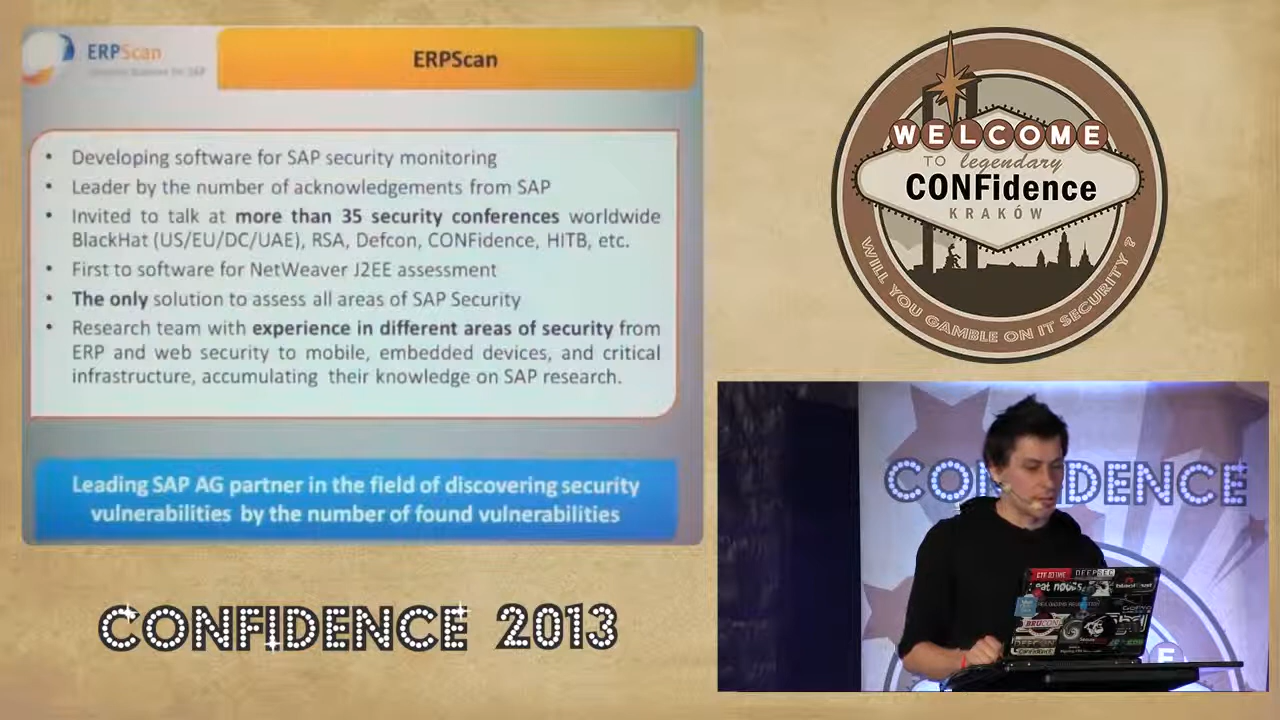 ERPScan
ERPScan
Developing software for SAP security monitoring
Leader by the number of acknowledgements from SAP
Invited to talk at more than 35 security conferences worldwide
BlackHat (US/EU/DC/UAE), RSA, Defcon, CONFidence, HITB, etc.
First to software for NetWeaver J2EE assessment
The only solution to assess all areas of SAP Security
Research team with experience in different areas of security from
ERP and web security to mobile, embedded devices, and critical
infrastructure, accumulating their knowledge on SAP research.
Leading SAP AG partner in the field of discovering security
vulnerabilities by the number of found vulnerabilities
CONFIDENCE 2013
WELCOME
TO legendary
CONFidence
KRAKÓW
WILL YOU GAMBLE ON IT SECURITY ?
CONFIDENCE
DEEPSEC
BRUCON
DEFCON